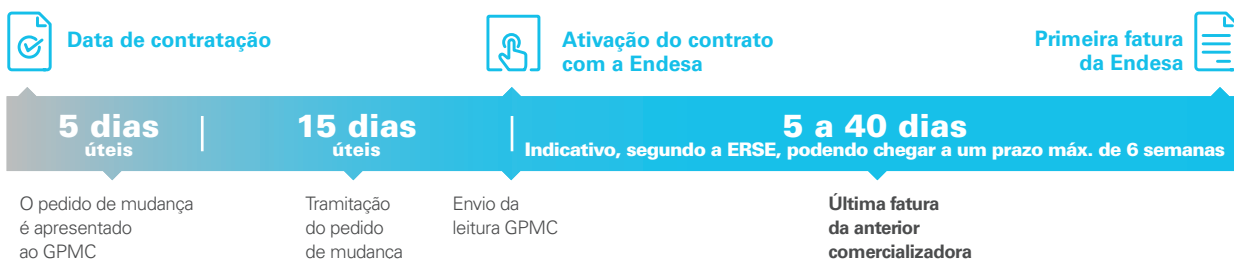 Data de contratação
Ativação do contrato
com a Endesa
Primeira fatura
da Endesa
5 dias
úteis
15 dias
úteis
5 a 40 dias
Indicativo, segundo a ERSE, podendo chegar a um prazo máx. de 6 semanas
O pedido de mudança
é apresentado
ao GPMC
Tramitação
do pedido
de mudança
Envio da
leitura GPMC
Última fatura
da anterior
comercializadora